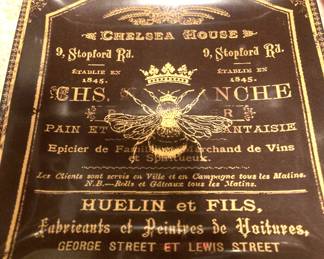 CHELSEA HOUSE
9, Stopford Rd. 9, Stopford Rd.
ÉTABLIE EN ÉTABLIE EN
1845. 1845.
CHS. NCHE
PAIN ET FANTAISIE
Epicier de Famille Marchand de Vins
et Spiritueux.
Les Clients sont servis en Ville et en Campagne tous les Matins.
N.B.—Rolls et Gâteaux tous les Matins.
HUELIN et FILS,
Fabricants et Peintres de Voitures,
GEORGE STREET ET LEWIS STREET